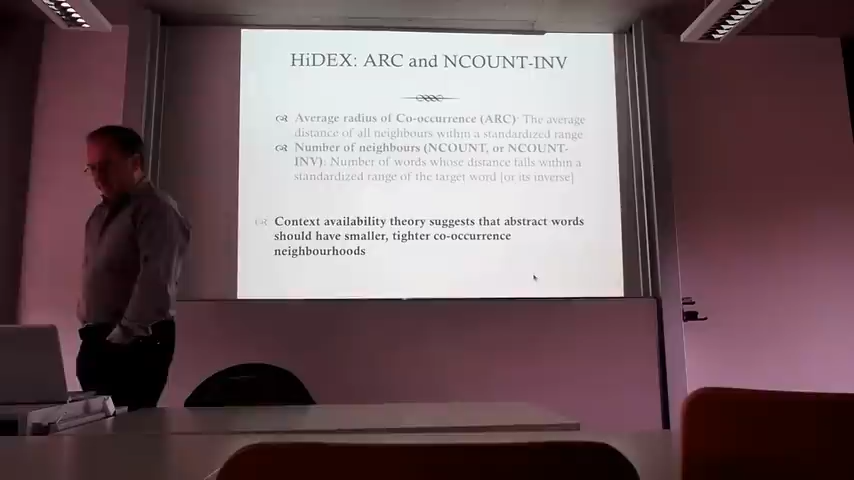 HiDEX: ARC and NCOUNT-INV
Average radius of Co-occurrence (ARC): The average
distance of all neighbours within a standardized range
Number of neighbours (NCOUNT, or NCOUNT-
INV): Number of words whose distance falls within a
standardized range of the target word [or its inverse]
Context availability theory suggests that abstract words
should have smaller, tighter co-occurrence
neighbourhoods